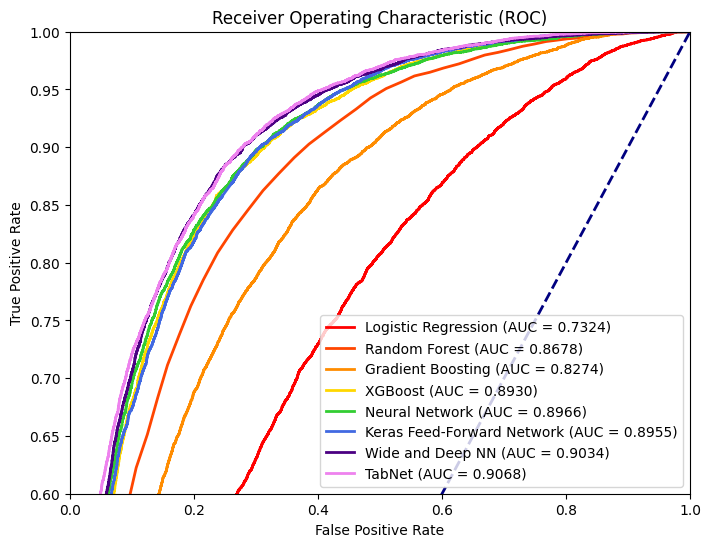 Receiver Operating Characteristic (ROC)
1.00
0.95
0.90
0.85
0.80
0.75
0.70
0.65
0.60
True Positive Rate
Logistic Regression (AUC = 0.7324)
Random Forest (AUC = 0.8678)
Gradient Boosting (AUC = 0.8274)
XGBoost (AUC = 0.8930)
Neural Network (AUC = 0.8966)
Keras Feed-Forward Network (AUC = 0.8955)
Wide and Deep NN (AUC = 0.9034)
TabNet (AUC = 0.9068)
0.0 0.2 0.4 0.6 0.8 1.0
False Positive Rate